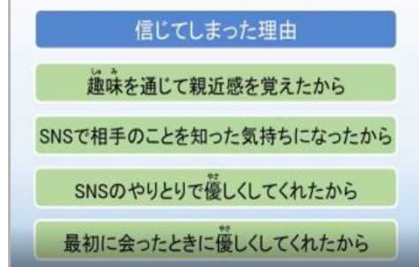 信じてしまった理由
趣味を通じて親近感を覚えたから
SNSで相手のことを知った気持ちになったから
SNSのやりとりで優しくしてくれたから
最初に会ったときに優しくしてくれたから